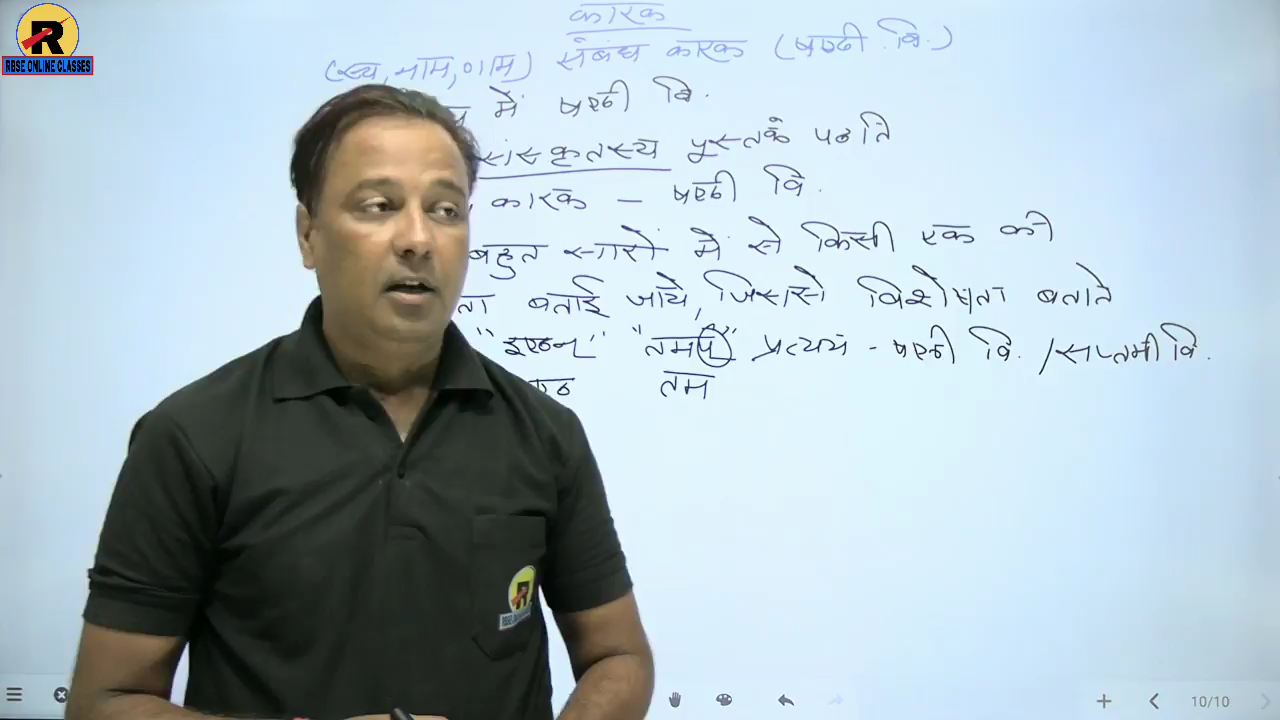 R
RBSE ONLINE CLASSES
कारक
(स्य, नाम, णाम) संबंध कारक (षष्ठी वि.)
में षष्ठी वि.
संस्कृतस्य पुस्तकं पठति
कारक – षष्ठी वि.
बहुत सारों में से किसी एक की
ता बताई जाये, जिससे विशेषता बताते
"इष्ठन्" "तमप्" प्रत्यय - षष्ठी वि. / सप्तमी वि.
तम
R
10/10